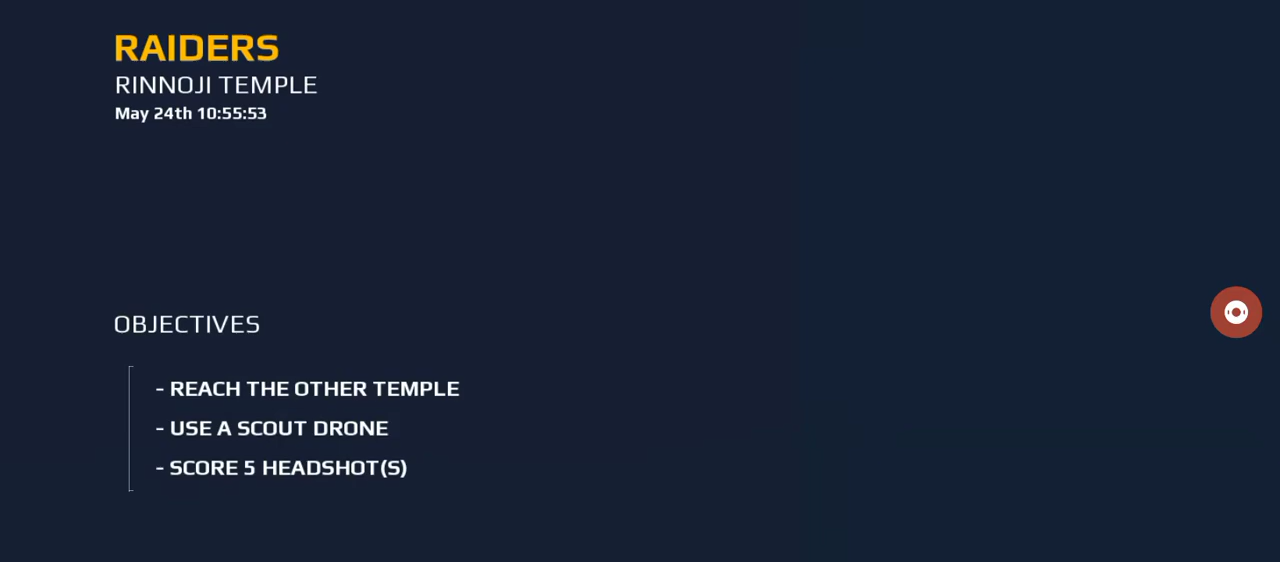 RAIDERS
RINNOJI TEMPLE
May 24th 10:55:53
OBJECTIVES
- REACH THE OTHER TEMPLE
- USE A SCOUT DRONE
- SCORE 5 HEADSHOT(S)